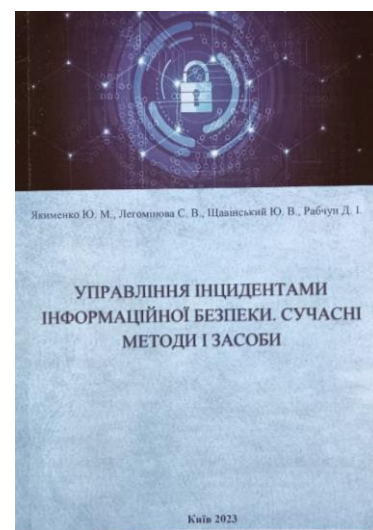 Якименко Ю. М., Легомінова С. В., Щавінський Ю. В., Рабчун Д. І.
УПРАВЛІННЯ ІНЦИДЕНТАМИ
ІНФОРМАЦІЙНОЇ БЕЗПЕКИ. СУЧАСНІ
МЕТОДИ І ЗАСОБИ
Київ 2023